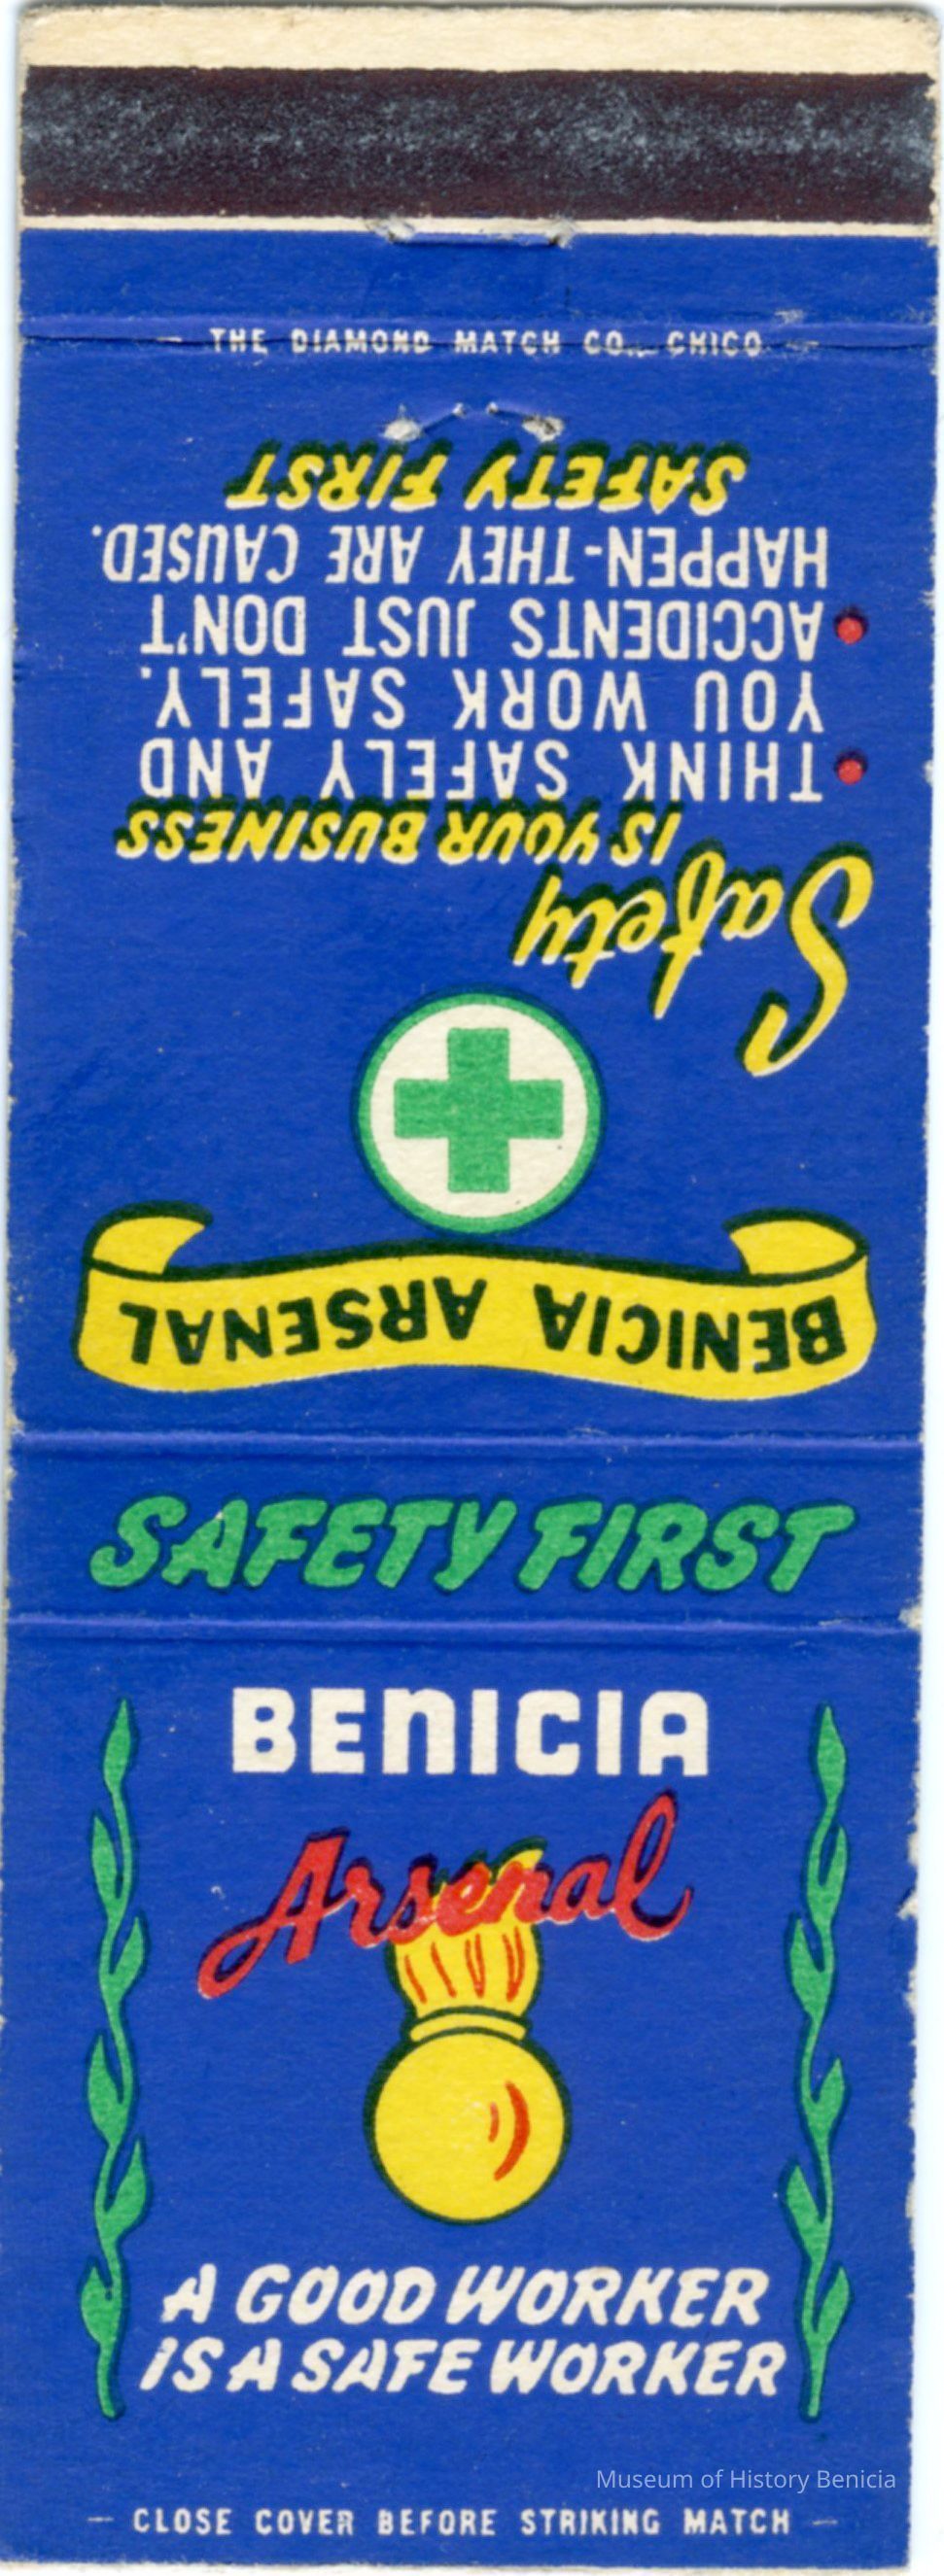 — THE DIAMOND MATCH CO., CHICO —
BENICIA ARSENAL
Safety
IS YOUR BUSINESS
• THINK SAFELY AND
YOU WORK SAFELY.
• ACCIDENTS JUST DON'T
HAPPEN-THEY ARE CAUSED.
SAFETY FIRST
SAFETY FIRST
BENICIA
Arsenal
A GOOD WORKER
IS A SAFE WORKER
Museum of History Benicia
— CLOSE COVER BEFORE STRIKING MATCH —